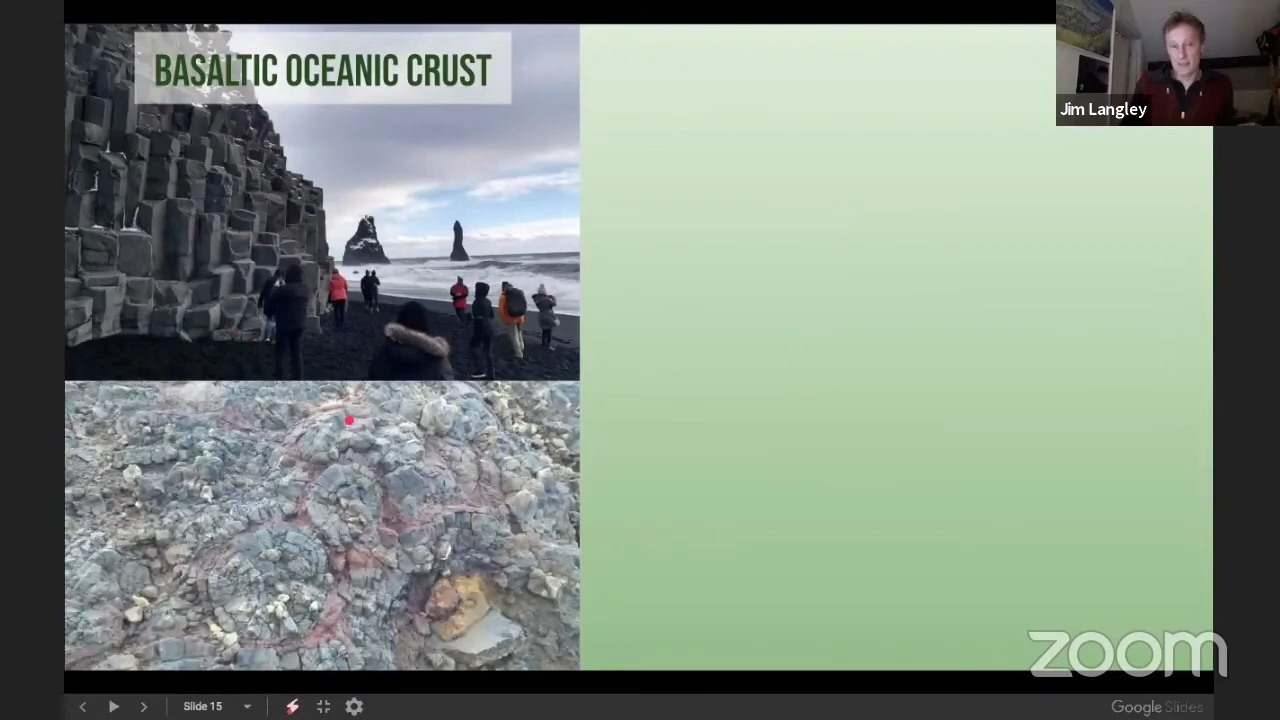 BASALTIC OCEANIC CRUST
Jim Langley
zoom
Slide 15
Google Slides